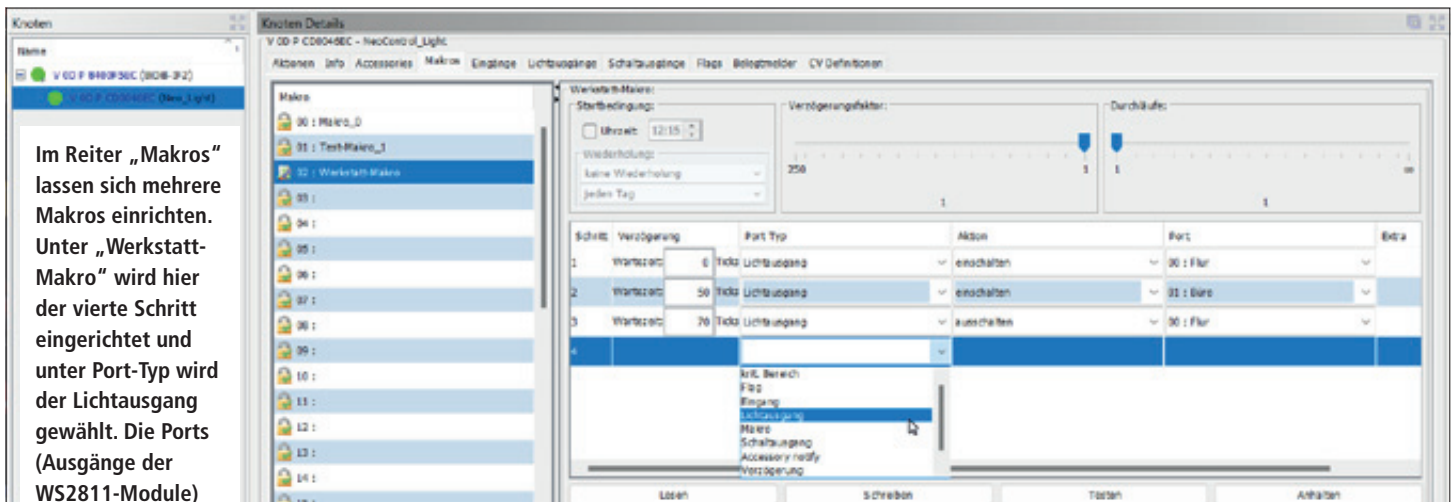 Knoten
Name
(Neo_Light)
Im Reiter „Makros“
lassen sich mehrere
Makros einrichten.
Unter „Werkstatt-
Makro“ wird hier
der vierte Schritt
eingerichtet und
unter Port-Typ wird
der Lichtausgang
gewählt. Die Ports
(Ausgänge der
WS2811-Module)
Knoten Details
NeoControl_Light
Aktionen Info Accessories Makros Eingänge Lichtausgänge Schaltausgänge Flags Belegtmelder CV Definitionen
Makro
00 : Makro_0
01 : Test-Makro_1
02 : Werkstatt-Makro
03 :
04 :
05 :
06 :
07 :
08 :
09 :
10 :
11 :
12 :
13 :
14 :
Werkstatt-Makro:
Startbedingung:
Uhrzeit: 12:15
Wiederholung:
keine Wiederholung
jeden Tag
Verzögerungsfaktor:
250 1
1
Durchläufe:
1 ∞
1
Schritt Verzögerung Port Typ Aktion Port Extra
1 Wartezeit: 0 Ticks Lichtausgang einschalten 00 : Flur
2 Wartezeit: 50 Ticks Lichtausgang einschalten 01 : Büro
3 Wartezeit: 70 Ticks Lichtausgang ausschalten 00 : Flur
4
krit. Bereich
Flag
Eingang
Lichtausgang
Makro
Schaltausgang
Accessory notify
Verzögerung
Lesen Schreiben Testen Anhalten